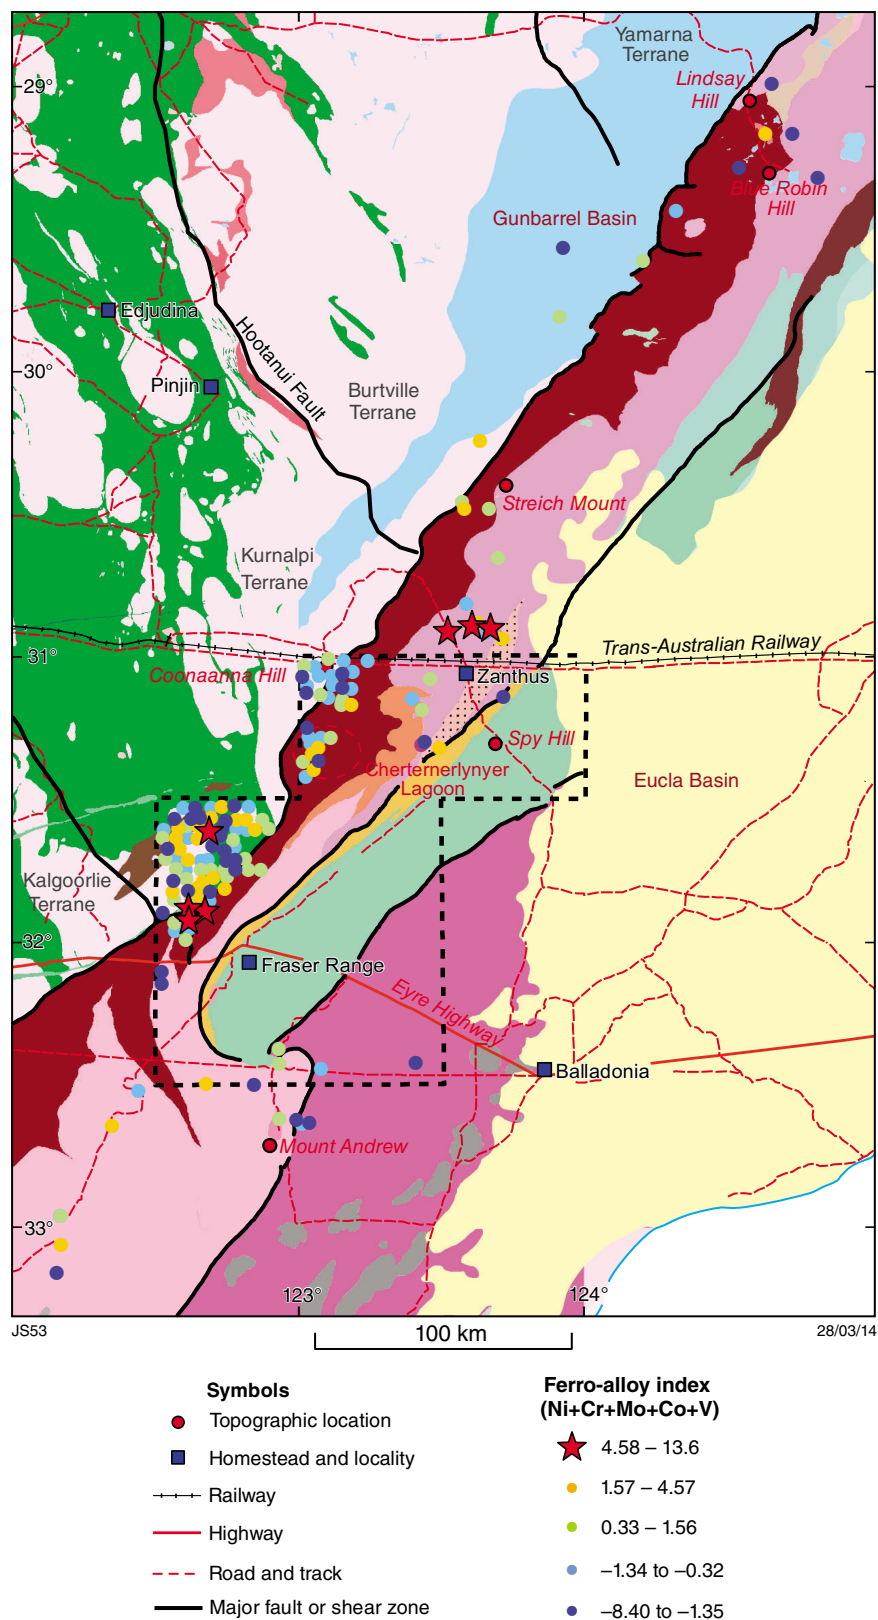 Yamarna
Terrane
Lindsay
Hill
29°
Blue Robin
Hill
Gunbarrel Basin
Edjudina
Hootanui Fault
30°
Pinjin
Burtville
Terrane
Streich Mount
Kurnalpi
Terrane
31°
Trans-Australian Railway
Coonaanna Hill
Zanthus
Spy Hill
Cherternerlynyer
Lagoon
Eucla Basin
Kalgoorlie
Terrane
32°
Fraser Range
Eyre Highway
Balladonia
Mount Andrew
33°
123°
124°
JS53
100 km
28/03/14
Symbols
Topographic location
Homestead and locality
Railway
Highway
Road and track
Major fault or shear zone
Ferro-alloy index
(Ni+Cr+Mo+Co+V)
4.58 – 13.6
1.57 – 4.57
0.33 – 1.56
–1.34 to –0.32
–8.40 to –1.35